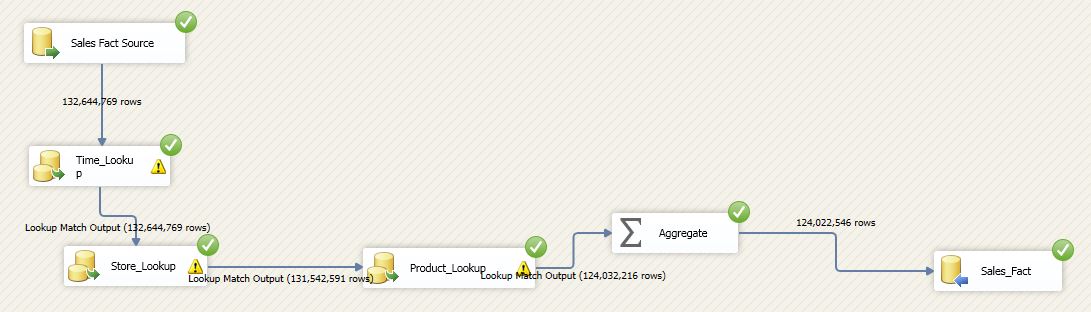 Sales Fact Source
132,644,769 rows
Time_Looku
p
Lookup Match Output (132,644,769 rows)
Store_Lookup
Lookup Match Output (131,542,591 rows)
Product_Lookup
Lookup Match Output (124,032,216 rows)
Aggregate
124,022,546 rows
Sales_Fact